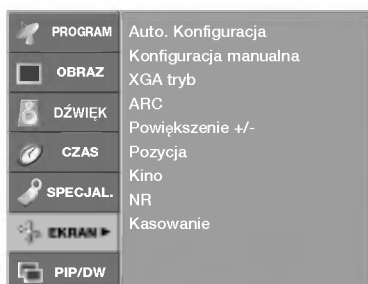 PROGRAM
OBRAZ
DŹWIĘK
CZAS
SPECJAL.
EKRAN ►
PIP/DW
Auto. Konfiguracja
Konfiguracja manualna
XGA tryb
ARC
Powiększenie +/-
Pozycja
Kino
NR
Kasowanie